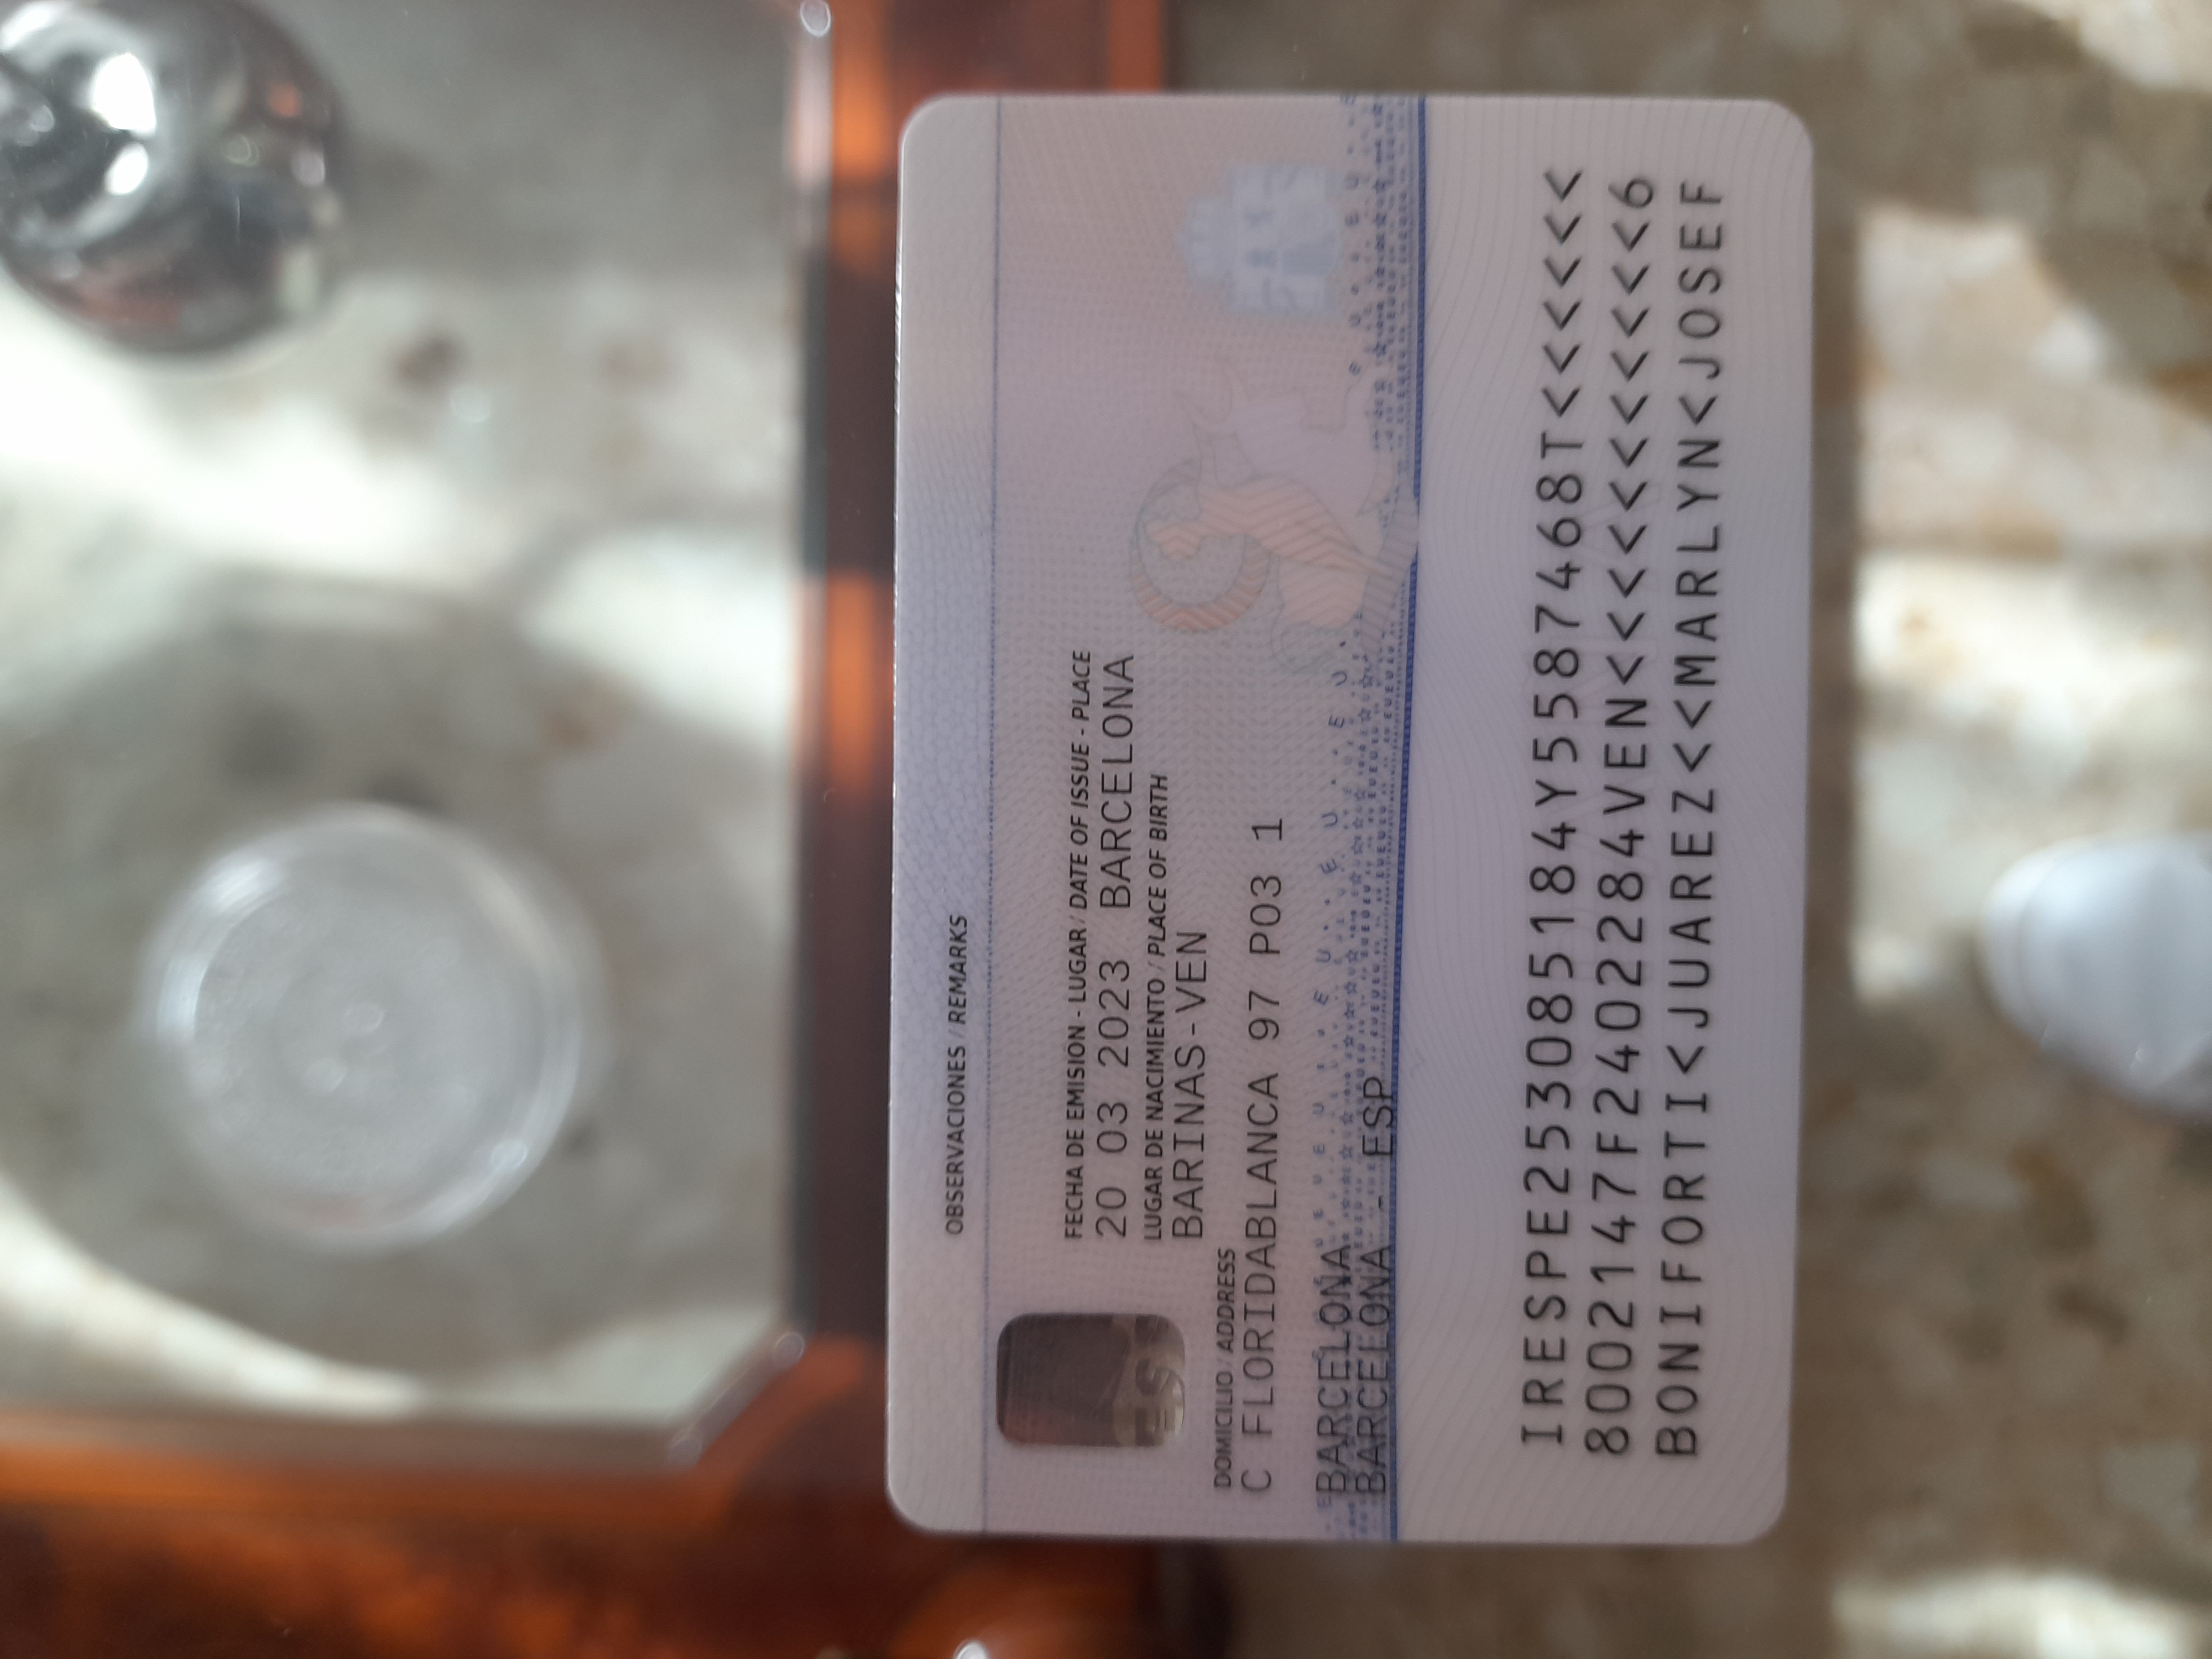 OBSERVACIONES / REMARKS
FECHA DE EMISIÓN - LUGAR / DATE OF ISSUE - PLACE
20 03 2023 BARCELONA
LUGAR DE NACIMIENTO / PLACE OF BIRTH
BARINAS-VEN
DOMICILIO / ADDRESS
C FLORIDABLANCA 97 P03 1
BARCELONA
BARCELONA - ESP
IRESPE253085184Y5587468T<<<<<<
8002147F2402284VEN<<<<<<<<<<<6
BONIFORTI<JUAREZ<<MARLYN<JOSEF